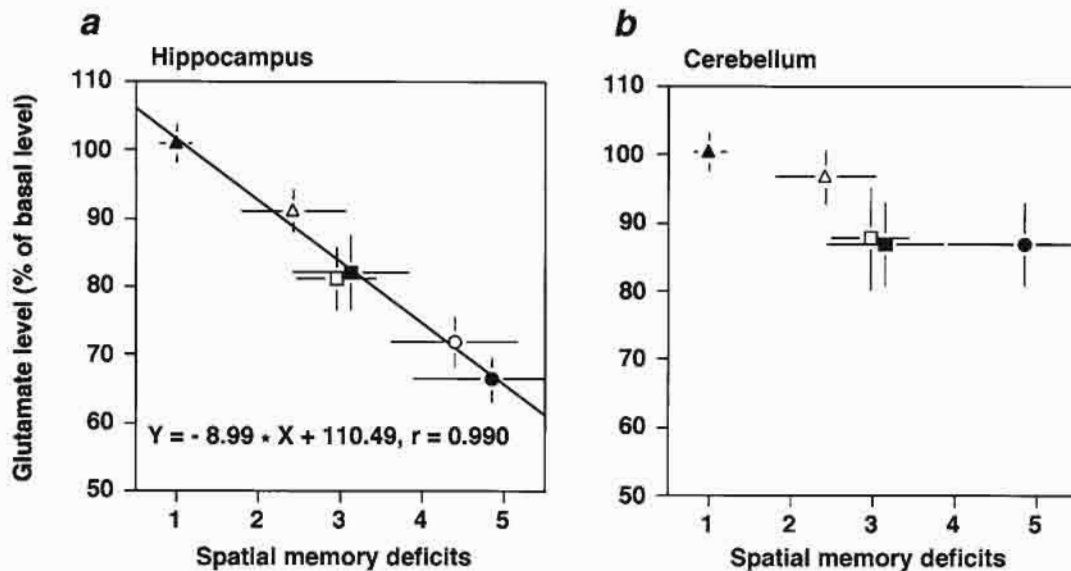 a
Hippocampus
Glutamate level (% of basal level)
110
100
90
80
70
60
50
Y = - 8.99 * X + 110.49, r = 0.990
1 2 3 4 5
Spatial memory deficits
b
Cerebellum
110
100
90
80
70
60
50
1 2 3 4 5
Spatial memory deficits